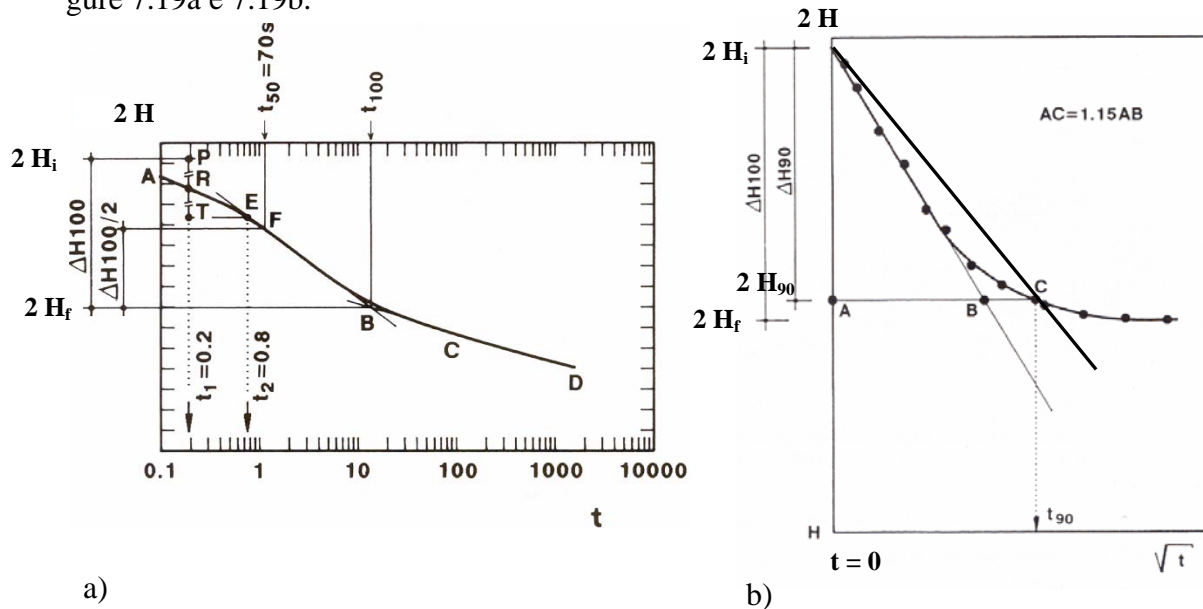 gure 7.19a e 7.19b.
2 H
2 Hi
2 Hf
ΔH100
ΔH100/2
t50=70s
t100
A
P
R
T
E
F
B
C
D
t1=0.2
t2=0.8
0.1 1 10 100 1000 10000
t
a)
2 H
2 Hi
ΔH100
ΔH90
2 H90
2 Hf
AC=1.15AB
A
B
C
t90
H
t = 0
√t
b)